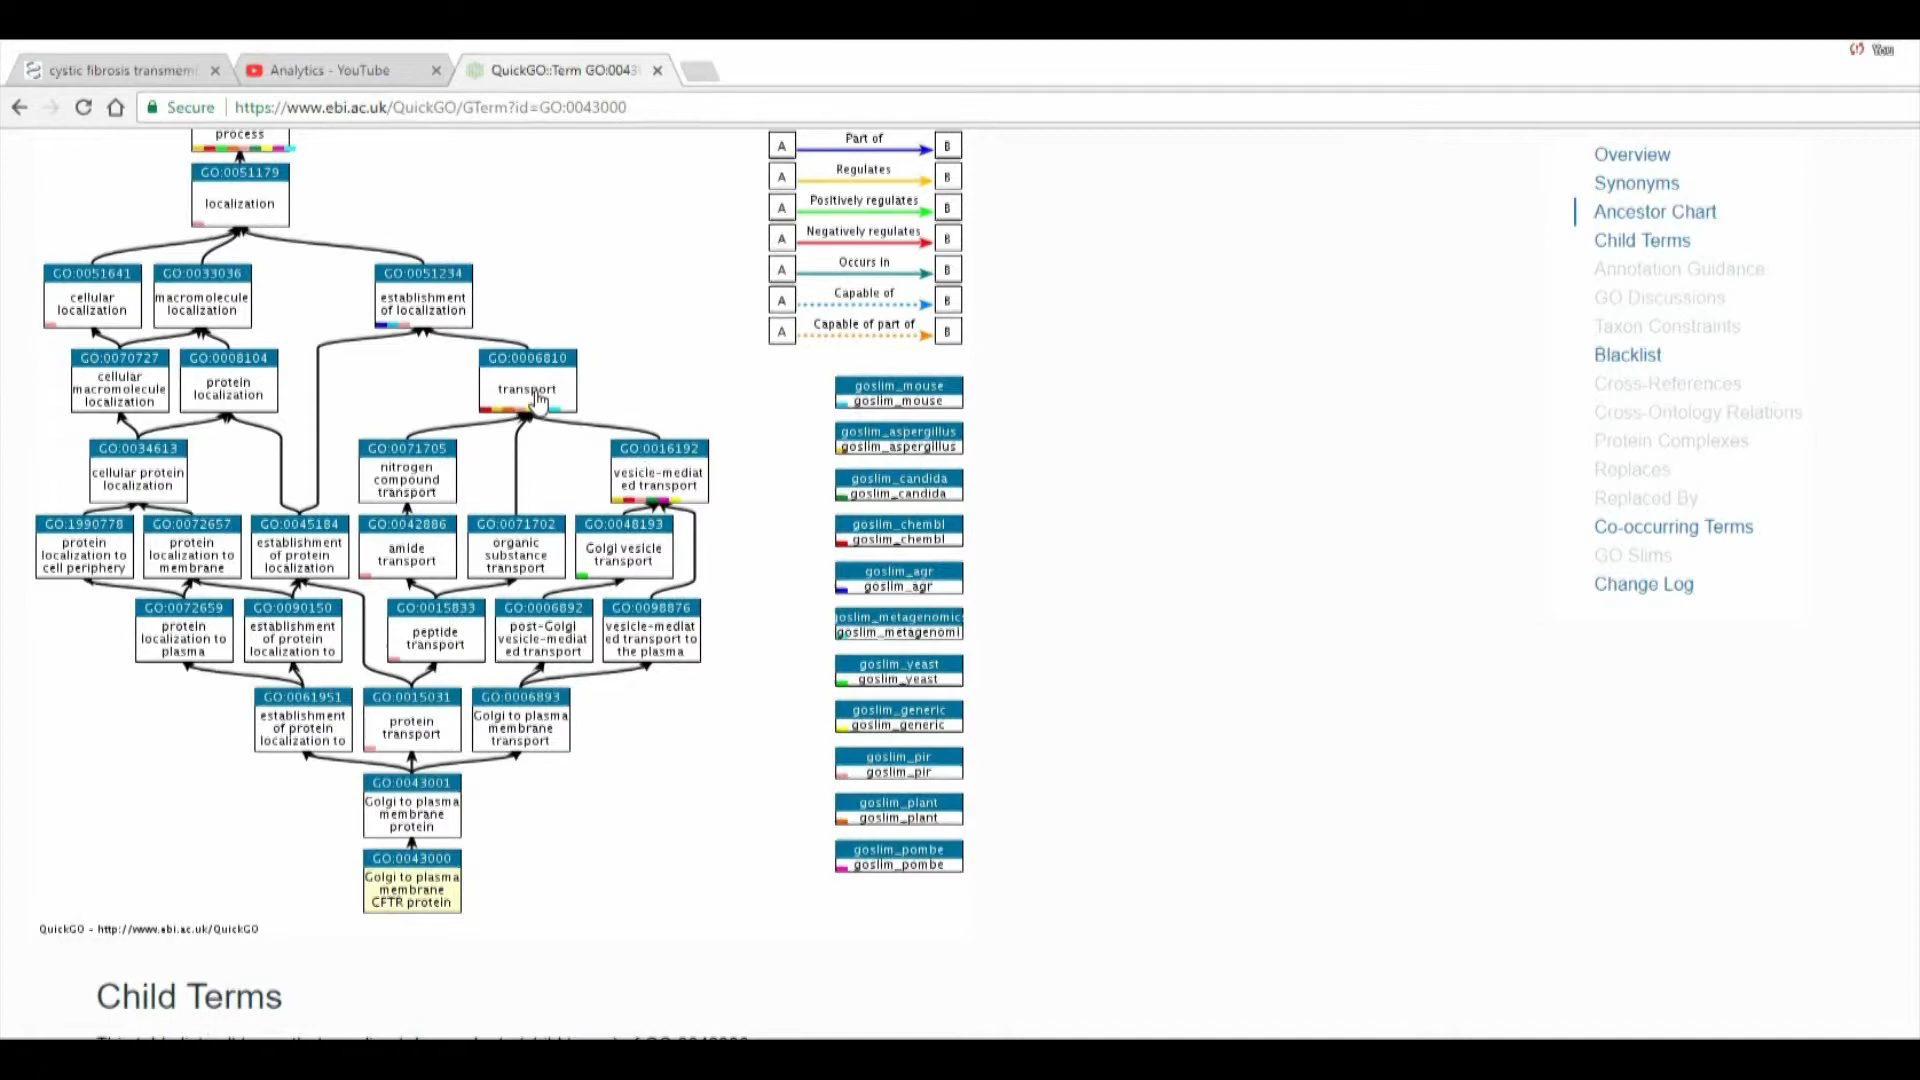 cystic fibrosis transmem
Analytics - YouTube
QuickGO::Term GO:0043
Secure
https://www.ebi.ac.uk/QuickGO/GTerm?id=GO:0043000
process
GO:0051179
localization
GO:0051641
cellular
localization
GO:0033036
macromolecule
localization
GO:0051234
establishment
of localization
GO:0070727
cellular
macromolecule
localization
GO:0008104
protein
localization
GO:0006810
transport
GO:0034613
cellular protein
localization
GO:0071705
nitrogen
compound
transport
GO:0016192
vesicle-mediat
ed transport
GO:1990778
protein
localization to
cell periphery
GO:0072657
protein
localization to
membrane
GO:0045184
establishment
of protein
localization
GO:0042886
amide
transport
GO:0071702
organic
substance
transport
GO:0048193
Golgi vesicle
transport
GO:0072659
protein
localization to
plasma
GO:0090150
establishment
of protein
localization to
GO:0015833
peptide
transport
GO:0006892
post-Golgi
vesicle-mediat
ed transport
GO:0098876
vesicle-mediat
ed transport to
the plasma
GO:0061951
establishment
of protein
localization to
GO:0015031
protein
transport
GO:0006893
Golgi to plasma
membrane
transport
GO:0043001
Golgi to plasma
membrane
protein
GO:0043000
Golgi to plasma
membrane
CFTR protein
QuickGO - http://www.ebi.ac.uk/QuickGO
A Part of B
A Regulates B
A Positively regulates B
A Negatively regulates B
A Occurs in B
A Capable of B
A Capable of part of B
goslim_mouse
goslim_mouse
goslim_aspergillus
goslim_aspergillus
goslim_candida
goslim_candida
goslim_chembl
goslim_chembl
goslim_agr
goslim_agr
goslim_metagenomics
goslim_metagenomi
goslim_yeast
goslim_yeast
goslim_generic
goslim_generic
goslim_pir
goslim_pir
goslim_plant
goslim_plant
goslim_pombe
goslim_pombe
Overview
Synonyms
Ancestor Chart
Child Terms
Annotation Guidance
GO Discussions
Taxon Constraints
Blacklist
Cross-References
Cross-Ontology Relations
Protein Complexes
Replaces
Replaced By
Co-occurring Terms
GO Slims
Change Log
Child Terms